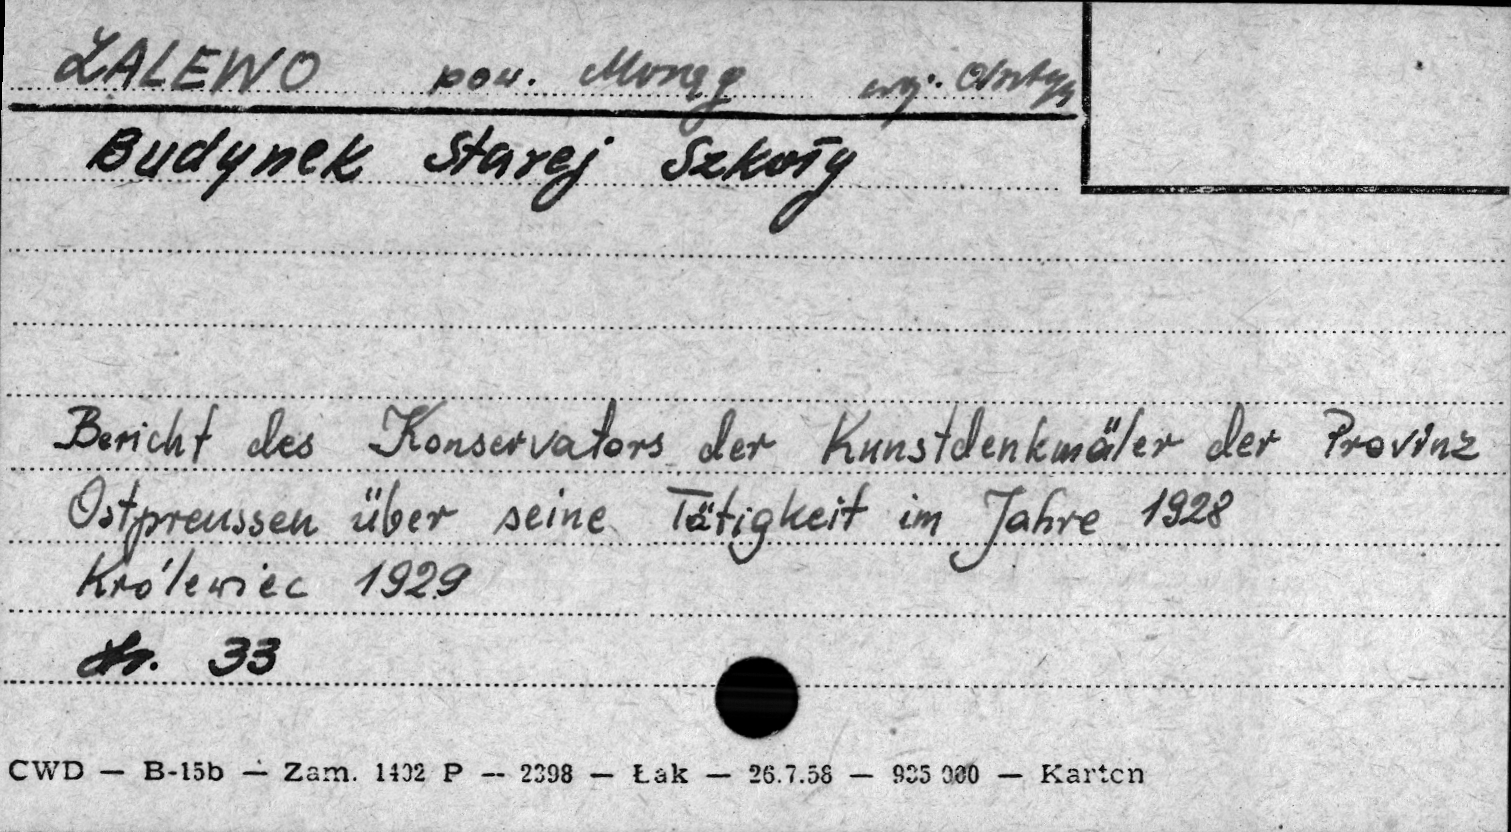 ZALEWO pow. Morąg woj. Olsztyn
Budynek Starej Szkoły
Bericht des Konservators der Kunstdenkmäler der Provinz
Ostpreussen über seine Tätigkeit im Jahre 1928
Królewiec 1929
str. 33
CWD — B-15b — Zam. 1402 P — 2398 — Łak — 26.7.58 — 935 000 — Karton